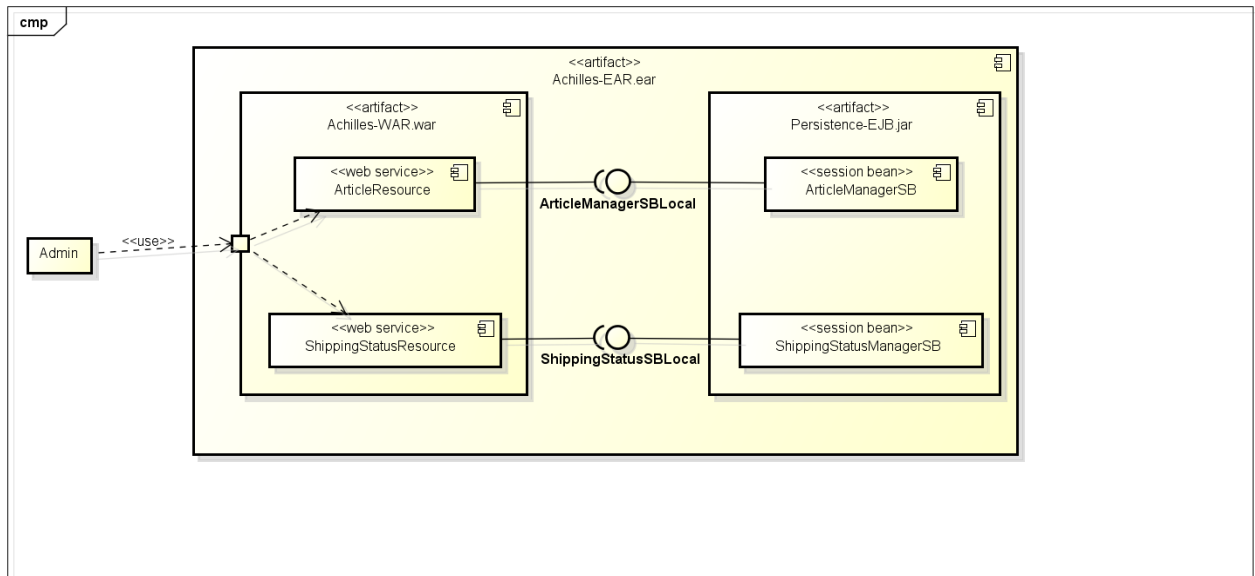 cmp
<<artifact>>
Achilles-EAR.ear
<<artifact>>
Achilles-WAR.war
<<artifact>>
Persistence-EJB.jar
<<web service>>
ArticleResource
ArticleManagerSBLocal
<<session bean>>
ArticleManagerSB
Admin
<<use>>
<<web service>>
ShippingStatusResource
ShippingStatusSBLocal
<<session bean>>
ShippingStatusManagerSB